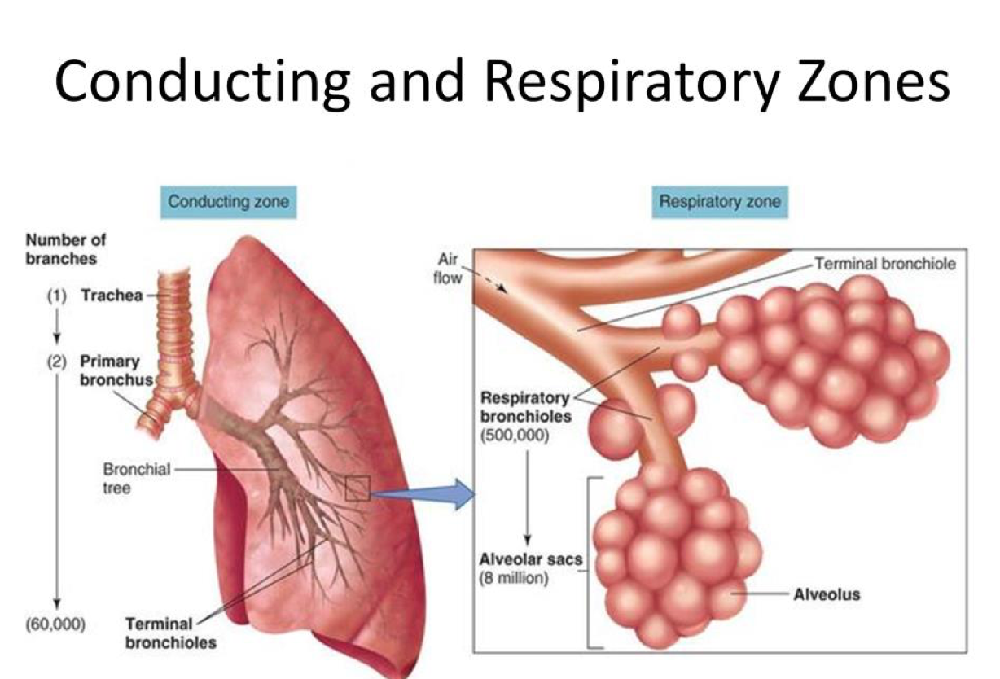 Conducting and Respiratory Zones
Conducting zone
Number of
branches
(1) Trachea
(2) Primary
bronchus
Bronchial
tree
(60,000)
Terminal
bronchioles
Respiratory zone
Air
flow
Terminal bronchiole
Respiratory
bronchioles
(500,000)
Alveolar sacs
(8 million)
Alveolus